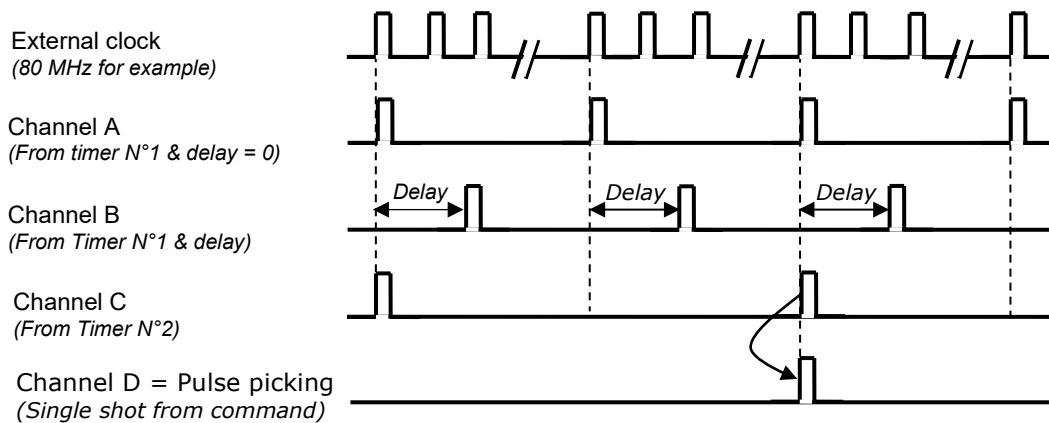 External clock
(80 MHz for example)
Channel A
(From timer N°1 & delay = 0)
Delay Delay Delay
Channel B
(From Timer N°1 & delay)
Channel C
(From Timer N°2)
Channel D = Pulse picking
(Single shot from command)